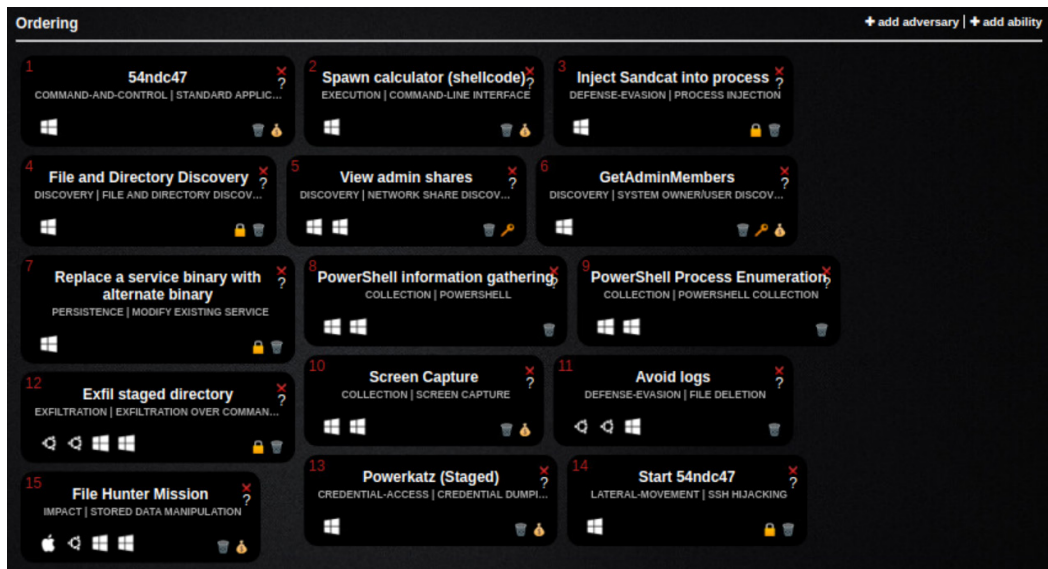 Ordering
+ add adversary | + add ability
1
54ndc47
?
COMMAND-AND-CONTROL | STANDARD APPLIC...
2
Spawn calculator (shellcode)
?
EXECUTION | COMMAND-LINE INTERFACE
3
Inject Sandcat into process
?
DEFENSE-EVASION | PROCESS INJECTION
4
File and Directory Discovery
?
DISCOVERY | FILE AND DIRECTORY DISCOV...
5
View admin shares
?
DISCOVERY | NETWORK SHARE DISCOV...
6
GetAdminMembers
?
DISCOVERY | SYSTEM OWNER/USER DISCOV...
7
Replace a service binary with
?
alternate binary
PERSISTENCE | MODIFY EXISTING SERVICE
8
PowerShell information gathering
?
COLLECTION | POWERSHELL
9
PowerShell Process Enumeration
?
COLLECTION | POWERSHELL COLLECTION
10
Screen Capture
?
COLLECTION | SCREEN CAPTURE
11
Avoid logs
?
DEFENSE-EVASION | FILE DELETION
12
Exfil staged directory
?
EXFILTRATION | EXFILTRATION OVER COMMAN...
13
Powerkatz (Staged)
?
CREDENTIAL-ACCESS | CREDENTIAL DUMPI...
14
Start 54ndc47
?
LATERAL-MOVEMENT | SSH HIJACKING
15
File Hunter Mission
?
IMPACT | STORED DATA MANIPULATION